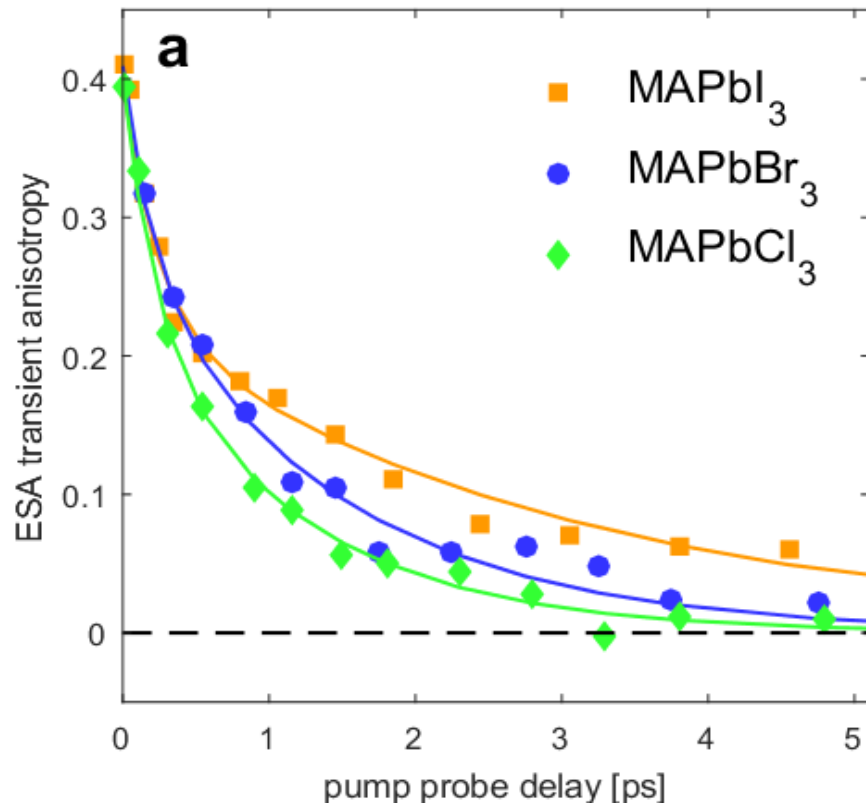 a
MAPbI3
MAPbBr3
MAPbCl3
ESA transient anisotropy
0.4
0.3
0.2
0.1
0
0 1 2 3 4 5
pump probe delay [ps]